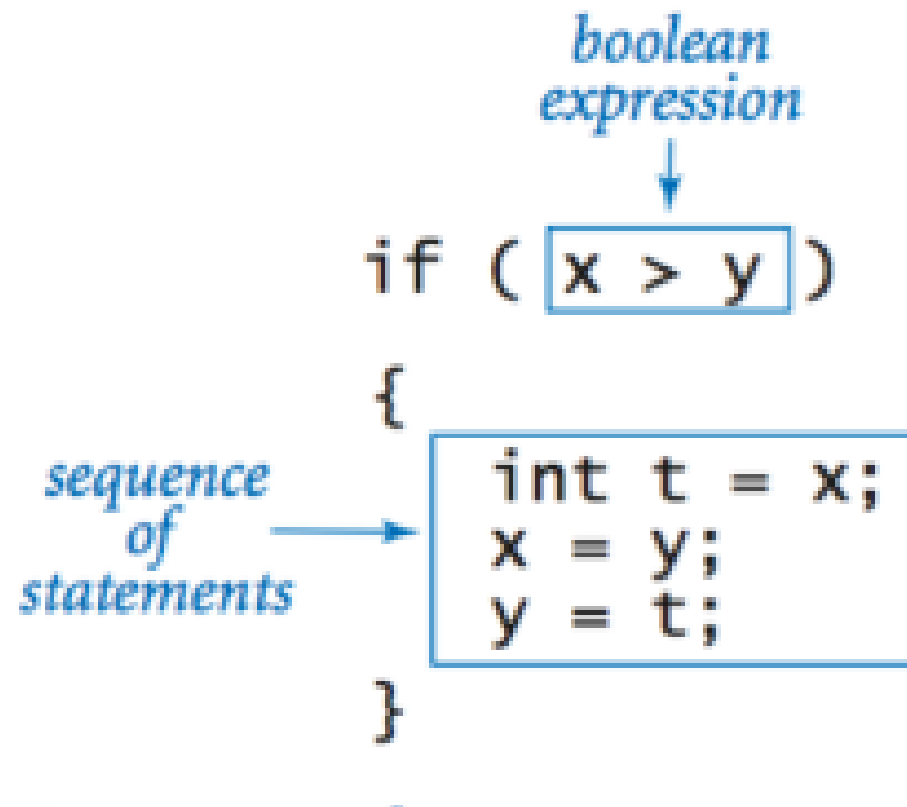 boolean
expression
if ( x > y )
{
sequence
of
statements
int t = x;
x = y;
y = t;
}